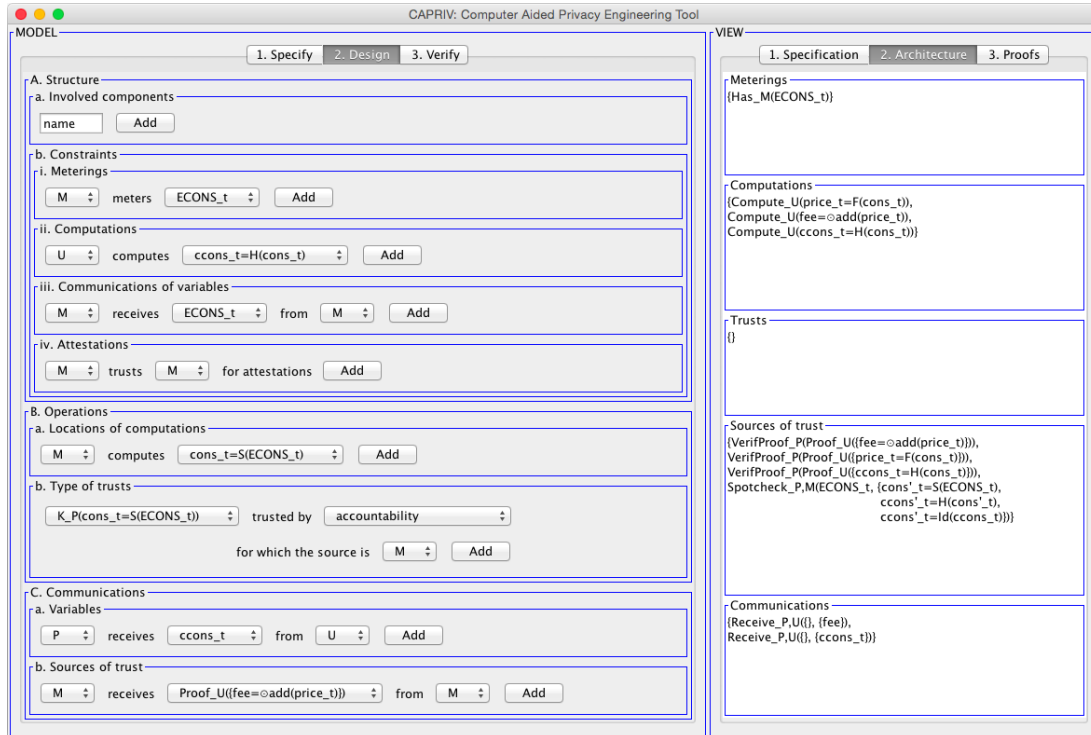 CAPRIV: Computer Aided Privacy Engineering Tool
MODEL
1. Specify 2. Design 3. Verify
A. Structure
a. Involved components
name Add
b. Constraints
i. Meterings
M meters ECONS_t Add
ii. Computations
U computes ccons_t=H(cons_t) Add
iii. Communications of variables
M receives ECONS_t from M Add
iv. Attestations
M trusts M for attestations Add
B. Operations
a. Locations of computations
M computes cons_t=S(ECONS_t) Add
b. Type of trusts
K_P(cons_t=S(ECONS_t)) trusted by accountability
for which the source is M Add
C. Communications
a. Variables
P receives ccons_t from U Add
b. Sources of trust
M receives Proof_U({fee=⊙add(price_t)}) from M Add
VIEW
1. Specification 2. Architecture 3. Proofs
Meterings
{Has_M(ECONS_t)}
Computations
{Compute_U(price_t=F(cons_t)),
Compute_U(fee=⊙add(price_t)),
Compute_U(ccons_t=H(cons_t))}
Trusts
{}
Sources of trust
{VerifProof_P(Proof_U({fee=⊙add(price_t)})),
VerifProof_P(Proof_U({price_t=F(cons_t)})),
VerifProof_P(Proof_U({ccons_t=H(cons_t)})),
Spotcheck_P,M(ECONS_t, {cons'_t=S(ECONS_t),
ccons'_t=H(cons'_t),
ccons'_t=Id(ccons_t)})}
Communications
{Receive_P,U({}, {fee}),
Receive_P,U({}, {ccons_t})}